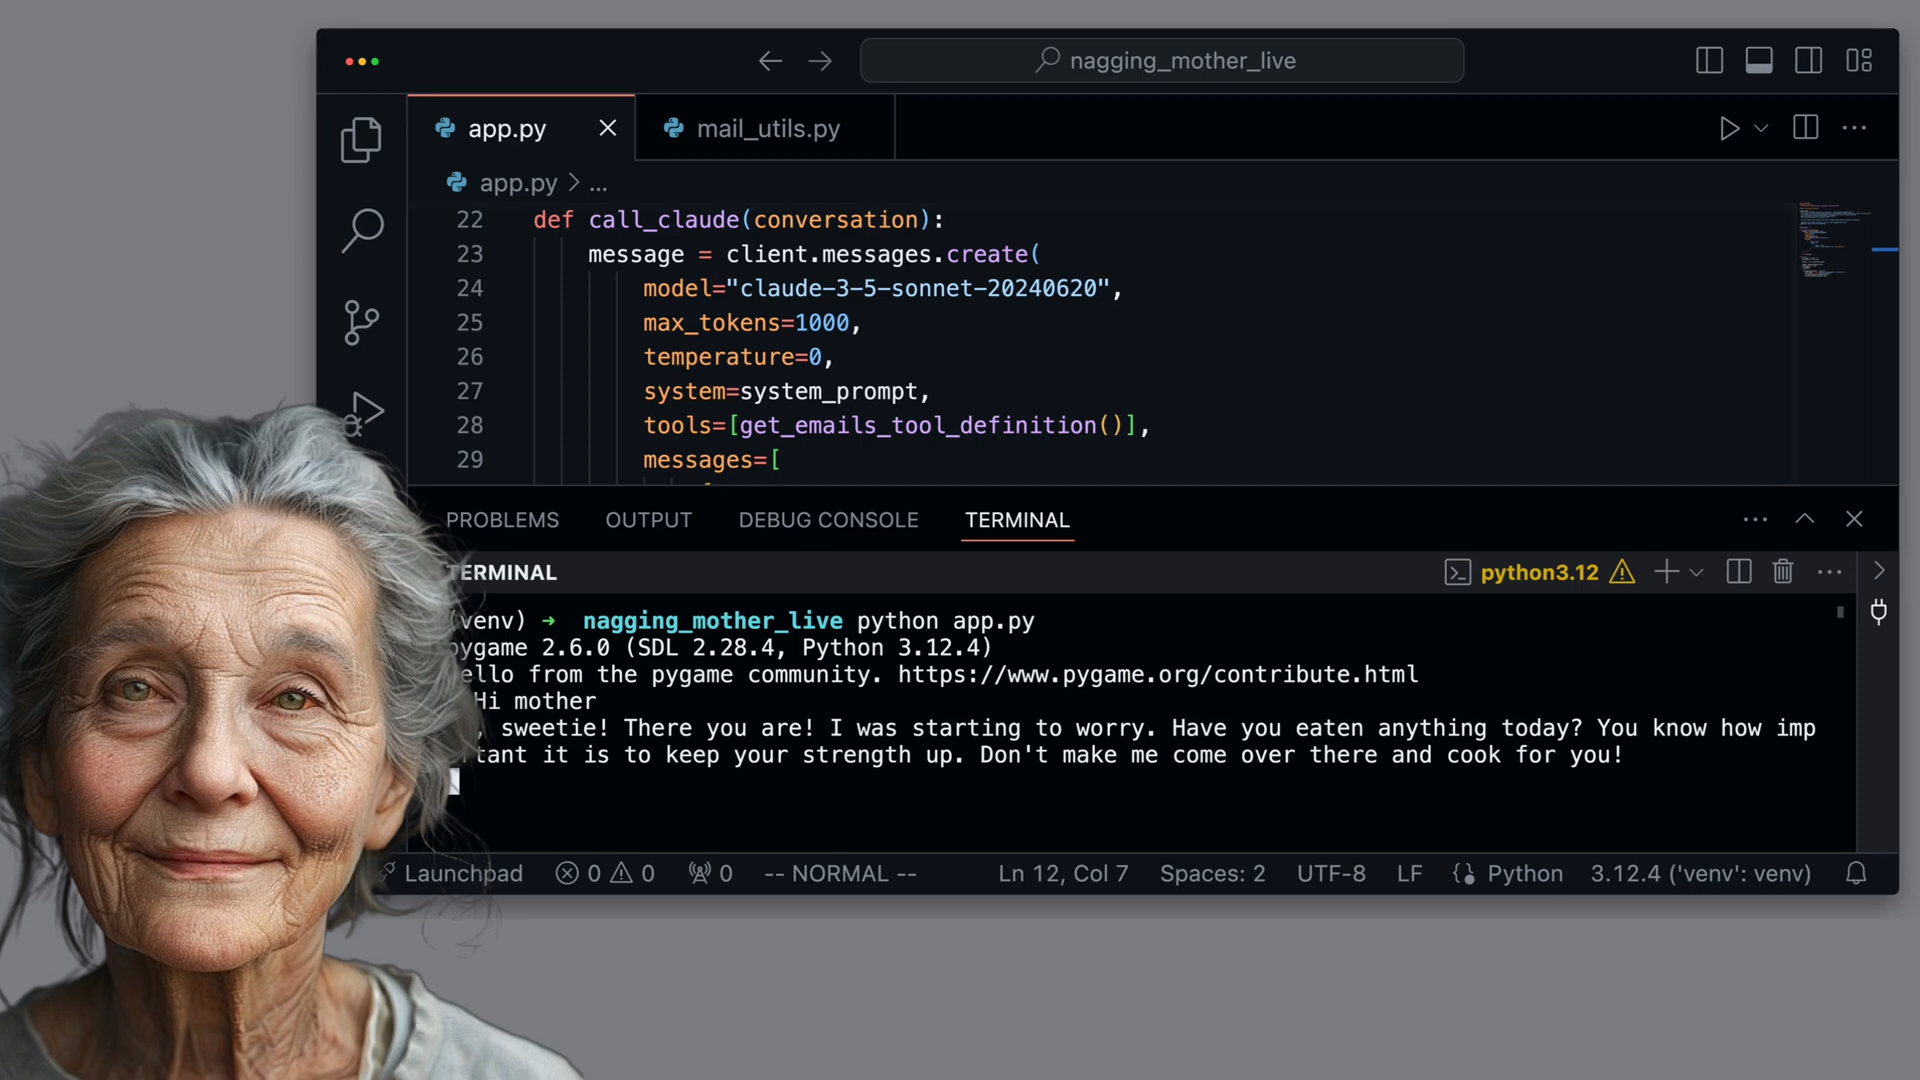 nagging_mother_live
app.py
mail_utils.py
app.py > ...
22 def call_claude(conversation):
23 message = client.messages.create(
24 model="claude-3-5-sonnet-20240620",
25 max_tokens=1000,
26 temperature=0,
27 system=system_prompt,
28 tools=[get_emails_tool_definition()],
29 messages=[
PROBLEMS OUTPUT DEBUG CONSOLE TERMINAL
TERMINAL python3.12
(venv) → nagging_mother_live python app.py
pygame 2.6.0 (SDL 2.28.4, Python 3.12.4)
from the pygame community. https://www.pygame.org/contribute.html
Hi mother
sweetie! There you are! I was starting to worry. Have you eaten anything today? You know how imp
tant it is to keep your strength up. Don't make me come over there and cook for you!
Launchpad 0 0 0 -- NORMAL -- Ln 12, Col 7 Spaces: 2 UTF-8 LF Python 3.12.4 ('venv': venv)